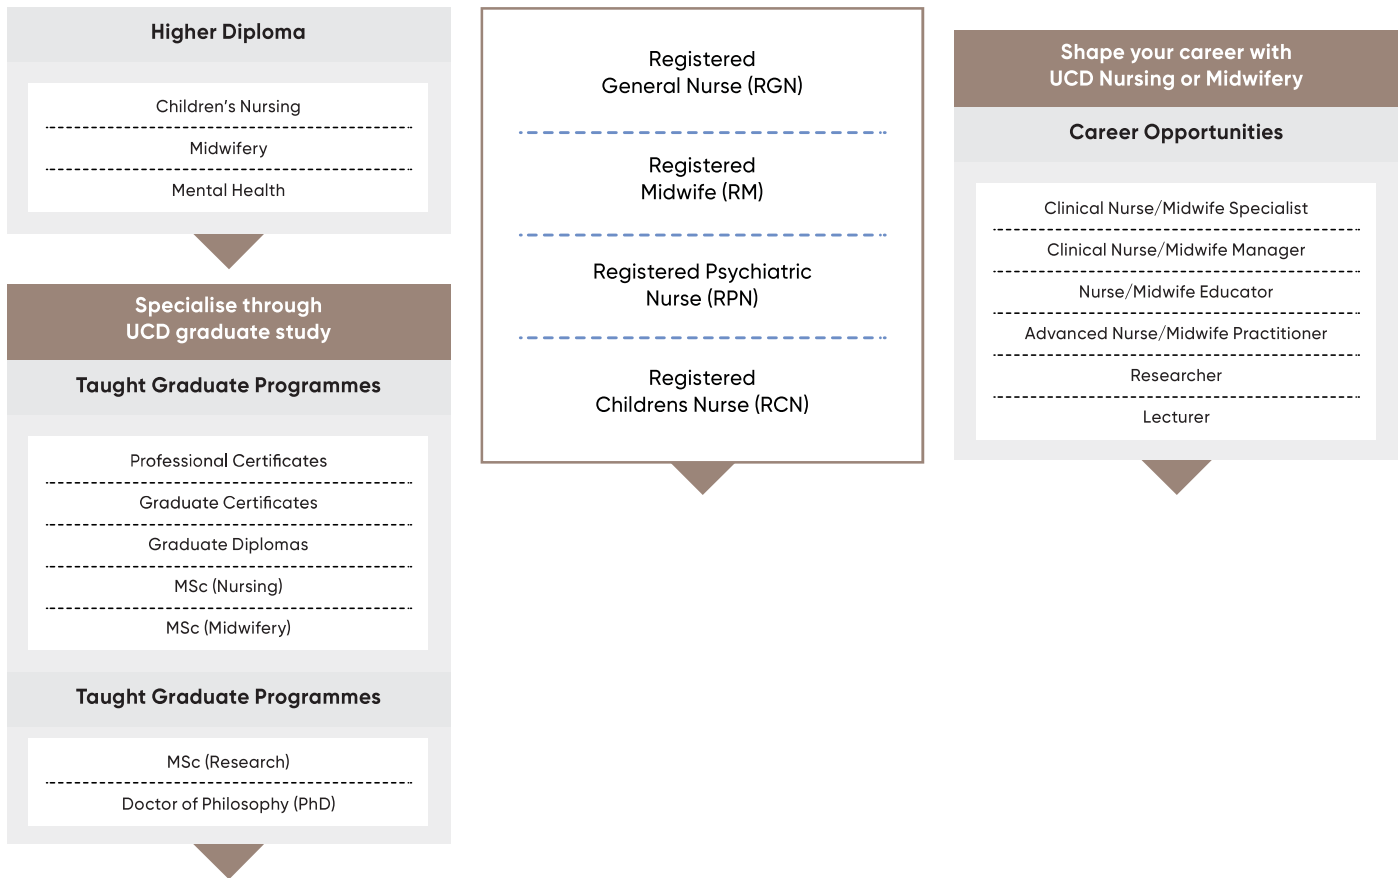 Higher Diploma
Children's Nursing
Midwifery
Mental Health
Specialise through
UCD graduate study
Taught Graduate Programmes
Professional Certificates
Graduate Certificates
Graduate Diplomas
MSc (Nursing)
MSc (Midwifery)
Taught Graduate Programmes
MSc (Research)
Doctor of Philosophy (PhD)
Registered
General Nurse (RGN)
Registered
Midwife (RM)
Registered Psychiatric
Nurse (RPN)
Registered
Childrens Nurse (RCN)
Shape your career with
UCD Nursing or Midwifery
Career Opportunities
Clinical Nurse/Midwife Specialist
Clinical Nurse/Midwife Manager
Nurse/Midwife Educator
Advanced Nurse/Midwife Practitioner
Researcher
Lecturer